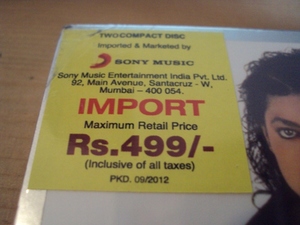 TWO COMPACT DISC
Imported & Marketed by
SONY MUSIC
Sony Music Entertainment India Pvt. Ltd.
92, Main Avenue, Santacruz - W,
Mumbai – 400 054.
IMPORT
Maximum Retail Price
Rs.499/-
(Inclusive of all taxes)
PKD. 09/2012